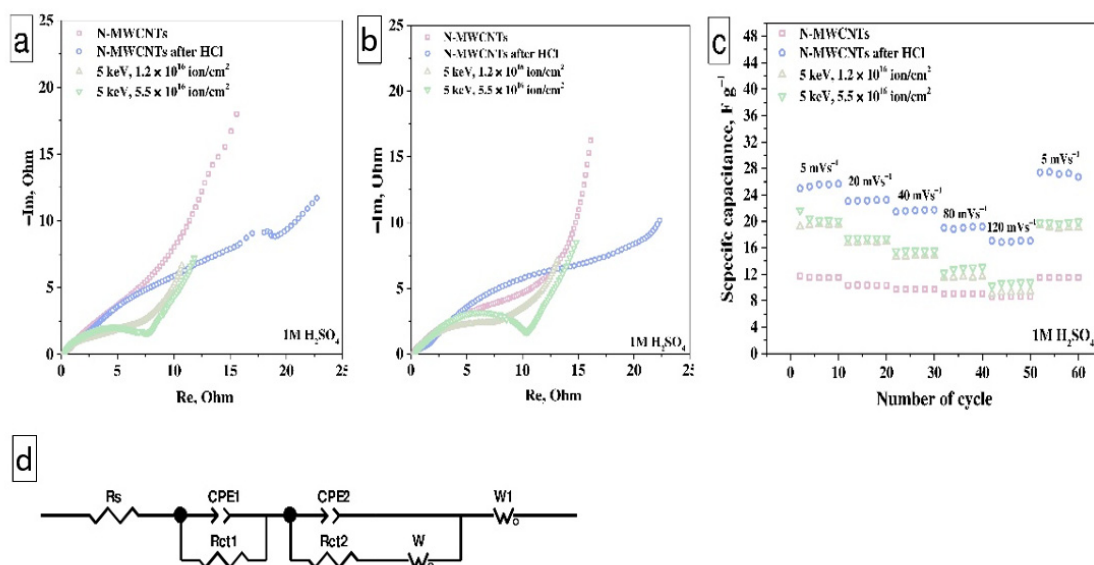 a
25
20
15
10
5
0
−Im, Ohm
N-MWCNTs
N-MWCNTs after HCl
5 keV, 1.2 × 10¹⁶ ion/cm²
5 keV, 5.5 × 10¹⁶ ion/cm²
1M H₂SO₄
0 5 10 15 20 25
Re, Ohm
b
25
20
15
10
5
0
−Im, Ohm
N-MWCNTs
N-MWCNTs after HCl
5 keV, 1.2 × 10¹⁶ ion/cm²
5 keV, 5.5 × 10¹⁶ ion/cm²
1M H₂SO₄
0 5 10 15 20 25
Re, Ohm
c
48
44
40
36
32
28
24
20
16
12
8
4
0
Sepecifc capacitance, F g⁻¹
N-MWCNTs
N-MWCNTs after HCl
5 keV, 1.2 × 10¹⁶ ion/cm²
5 keV, 5.5 × 10¹⁶ ion/cm²
5 mVs⁻¹
20 mVs⁻¹
40 mVs⁻¹
80 mVs⁻¹
120 mVs⁻¹
5 mVs⁻¹
1M H₂SO₄
0 10 20 30 40 50 60
Number of cycle
d
Rs CPE1 CPE2 W1
Rct1 Rct2 W